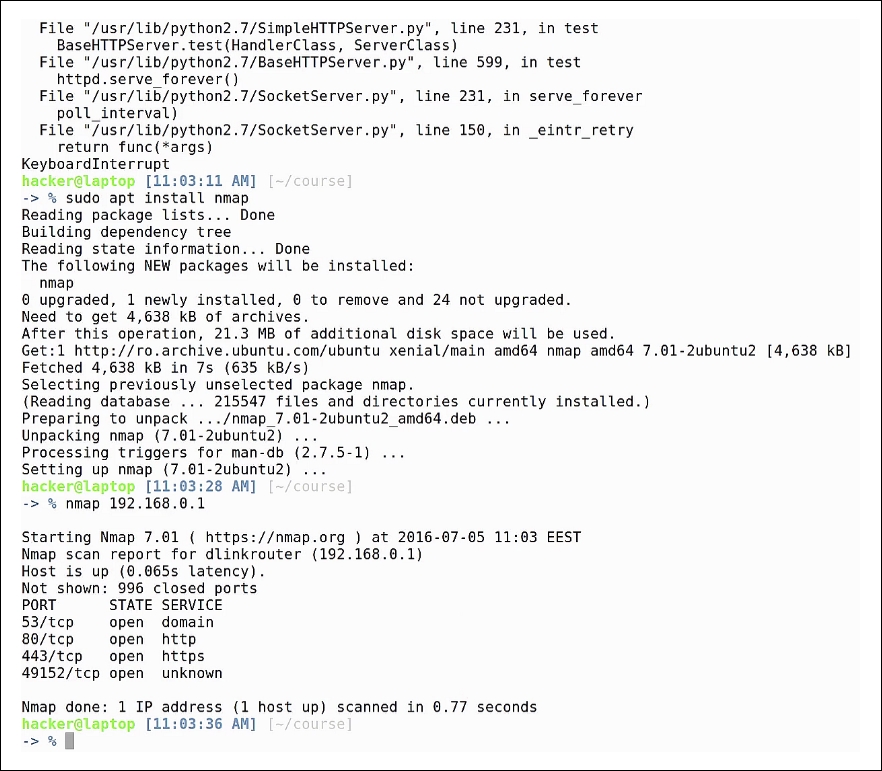 File "/usr/lib/python2.7/SimpleHTTPServer.py", line 231, in test
BaseHTTPServer.test(HandlerClass, ServerClass)
File "/usr/lib/python2.7/BaseHTTPServer.py", line 599, in test
httpd.serve_forever()
File "/usr/lib/python2.7/SocketServer.py", line 231, in serve_forever
poll_interval)
File "/usr/lib/python2.7/SocketServer.py", line 150, in _eintr_retry
return func(*args)
KeyboardInterrupt
hacker@laptop [11:03:11 AM] [~/course]
-> % sudo apt install nmap
Reading package lists... Done
Building dependency tree
Reading state information... Done
The following NEW packages will be installed:
nmap
0 upgraded, 1 newly installed, 0 to remove and 24 not upgraded.
Need to get 4,638 kB of archives.
After this operation, 21.3 MB of additional disk space will be used.
Get:1 http://ro.archive.ubuntu.com/ubuntu xenial/main amd64 nmap amd64 7.01-2ubuntu2 [4,638 kB]
Fetched 4,638 kB in 7s (635 kB/s)
Selecting previously unselected package nmap.
(Reading database ... 215547 files and directories currently installed.)
Preparing to unpack .../nmap_7.01-2ubuntu2_amd64.deb ...
Unpacking nmap (7.01-2ubuntu2) ...
Processing triggers for man-db (2.7.5-1) ...
Setting up nmap (7.01-2ubuntu2) ...
hacker@laptop [11:03:28 AM] [~/course]
-> % nmap 192.168.0.1
Starting Nmap 7.01 ( https://nmap.org ) at 2016-07-05 11:03 EEST
Nmap scan report for dlinkrouter (192.168.0.1)
Host is up (0.065s latency).
Not shown: 996 closed ports
PORT STATE SERVICE
53/tcp open domain
80/tcp open http
443/tcp open https
49152/tcp open unknown
Nmap done: 1 IP address (1 host up) scanned in 0.77 seconds
hacker@laptop [11:03:36 AM] [~/course]
-> %